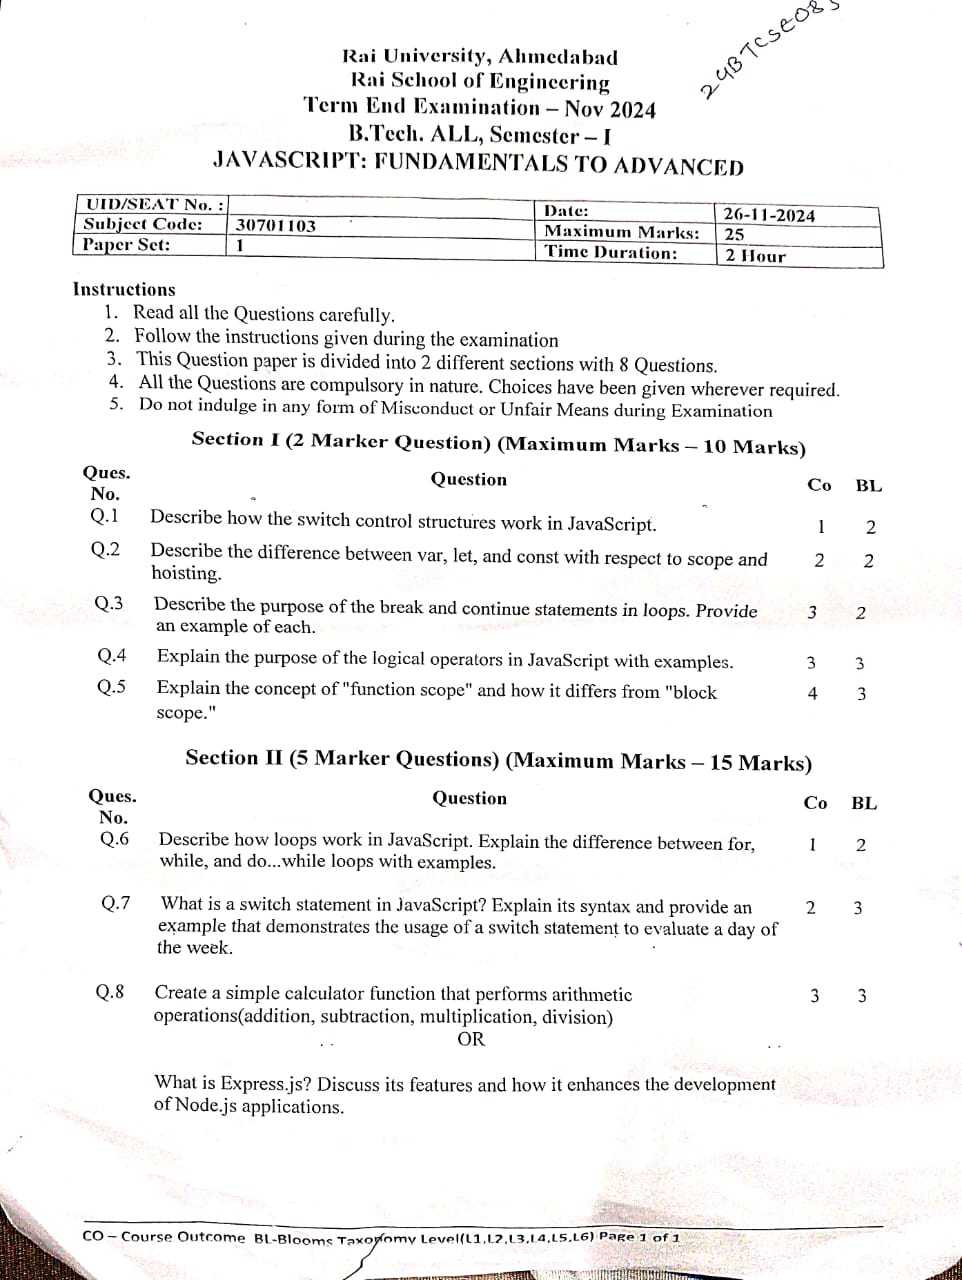 24BTCSE083
Rai University, Ahmedabad
Rai School of Engineering
Term End Examination – Nov 2024
B.Tech. ALL, Semester – I
JAVASCRIPT: FUNDAMENTALS TO ADVANCED
UID/SEAT No. :
Date: 26-11-2024
Subject Code: 30701103
Maximum Marks: 25
Paper Set: 1
Time Duration: 2 Hour
Instructions
1. Read all the Questions carefully.
2. Follow the instructions given during the examination
3. This Question paper is divided into 2 different sections with 8 Questions.
4. All the Questions are compulsory in nature. Choices have been given wherever required.
5. Do not indulge in any form of Misconduct or Unfair Means during Examination
Section I (2 Marker Question) (Maximum Marks – 10 Marks)
Ques. No. Question Co BL
Q.1 Describe how the switch control structures work in JavaScript. 1 2
Q.2 Describe the difference between var, let, and const with respect to scope and 2 2
hoisting.
Q.3 Describe the purpose of the break and continue statements in loops. Provide 3 2
an example of each.
Q.4 Explain the purpose of the logical operators in JavaScript with examples. 3 3
Q.5 Explain the concept of "function scope" and how it differs from "block 4 3
scope."
Section II (5 Marker Questions) (Maximum Marks – 15 Marks)
Ques. No. Question Co BL
Q.6 Describe how loops work in JavaScript. Explain the difference between for, 1 2
while, and do...while loops with examples.
Q.7 What is a switch statement in JavaScript? Explain its syntax and provide an 2 3
example that demonstrates the usage of a switch statement to evaluate a day of
the week.
Q.8 Create a simple calculator function that performs arithmetic 3 3
operations(addition, subtraction, multiplication, division)
OR
What is Express.js? Discuss its features and how it enhances the development
of Node.js applications.
CO – Course Outcome BL-Blooms Taxonomy Level(L1,L2,L3,L4,L5,L6) Page 1 of 1